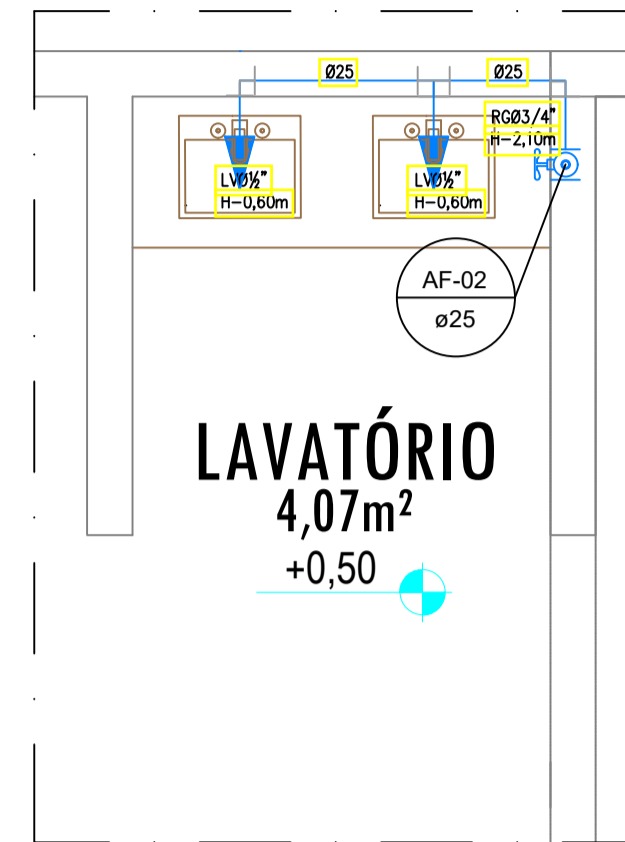 Ø25
Ø25
RGØ3/4"
H-2,10m
LVØ½"
H-0,60m
LVØ½"
H-0,60m
AF-02
ø25
LAVATÓRIO
4,07m²
+0,50